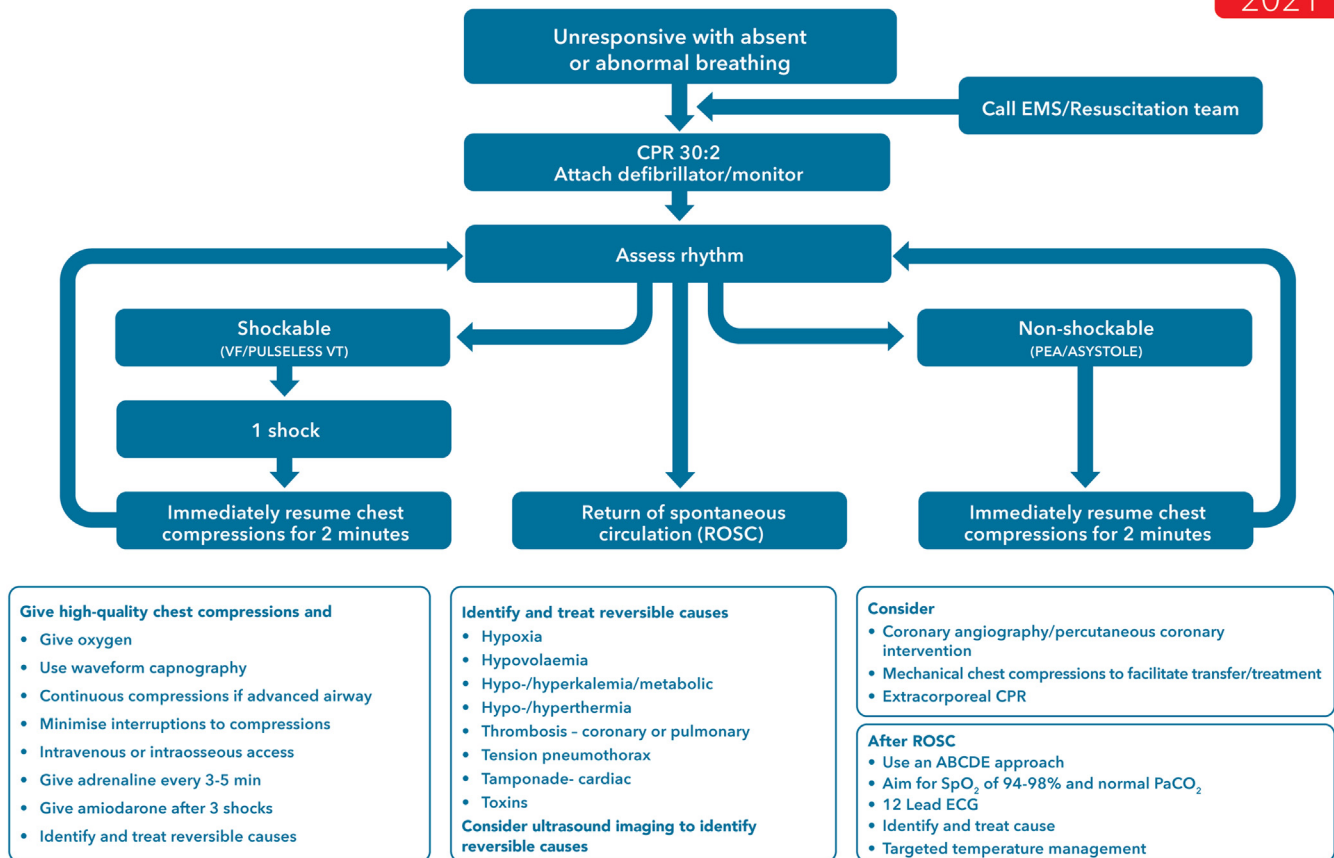 2021
Unresponsive with absent
or abnormal breathing
Call EMS/Resuscitation team
CPR 30:2
Attach defibrillator/monitor
Assess rhythm
Shockable
(VF/PULSELESS VT)
Non-shockable
(PEA/ASYSTOLE)
1 shock
Immediately resume chest
compressions for 2 minutes
Return of spontaneous
circulation (ROSC)
Immediately resume chest
compressions for 2 minutes
Give high-quality chest compressions and
• Give oxygen
• Use waveform capnography
• Continuous compressions if advanced airway
• Minimise interruptions to compressions
• Intravenous or intraosseous access
• Give adrenaline every 3-5 min
• Give amiodarone after 3 shocks
• Identify and treat reversible causes
Identify and treat reversible causes
• Hypoxia
• Hypovolaemia
• Hypo-/hyperkalemia/metabolic
• Hypo-/hyperthermia
• Thrombosis – coronary or pulmonary
• Tension pneumothorax
• Tamponade- cardiac
• Toxins
Consider ultrasound imaging to identify
reversible causes
Consider
• Coronary angiography/percutaneous coronary
intervention
• Mechanical chest compressions to facilitate transfer/treatment
• Extracorporeal CPR
After ROSC
• Use an ABCDE approach
• Aim for SpO₂ of 94-98% and normal PaCO₂
• 12 Lead ECG
• Identify and treat cause
• Targeted temperature management